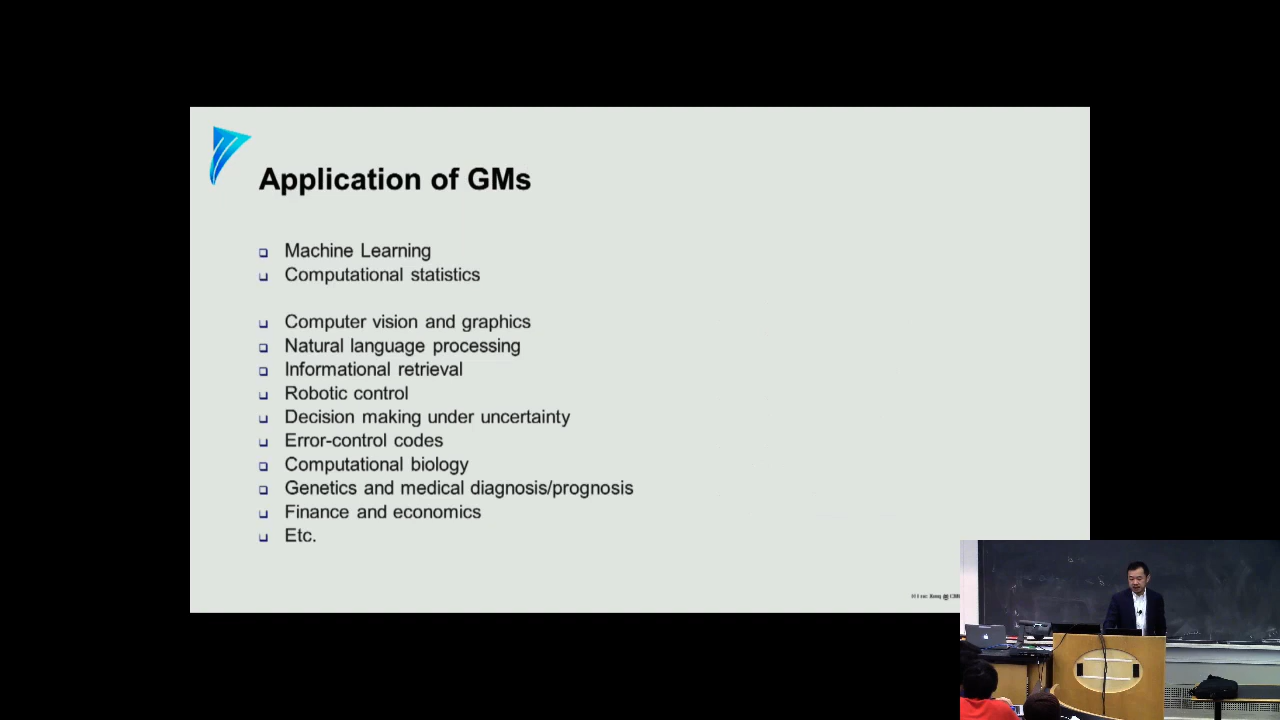 Application of GMs
Machine Learning
Computational statistics
Computer vision and graphics
Natural language processing
Informational retrieval
Robotic control
Decision making under uncertainty
Error-control codes
Computational biology
Genetics and medical diagnosis/prognosis
Finance and economics
Etc.
Xing @